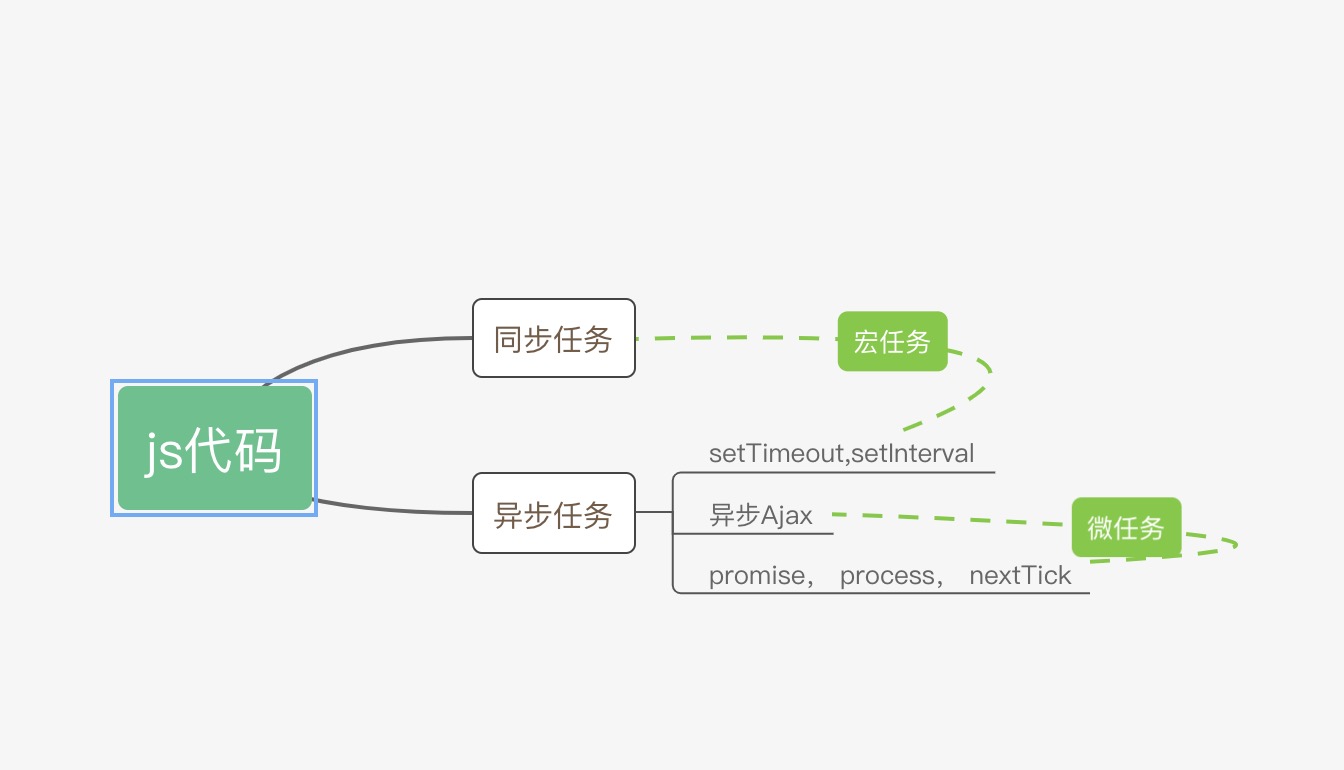 同步任务
宏任务
js代码
setTimeout,setInterval
异步任务
异步Ajax
微任务
promise， process， nextTick